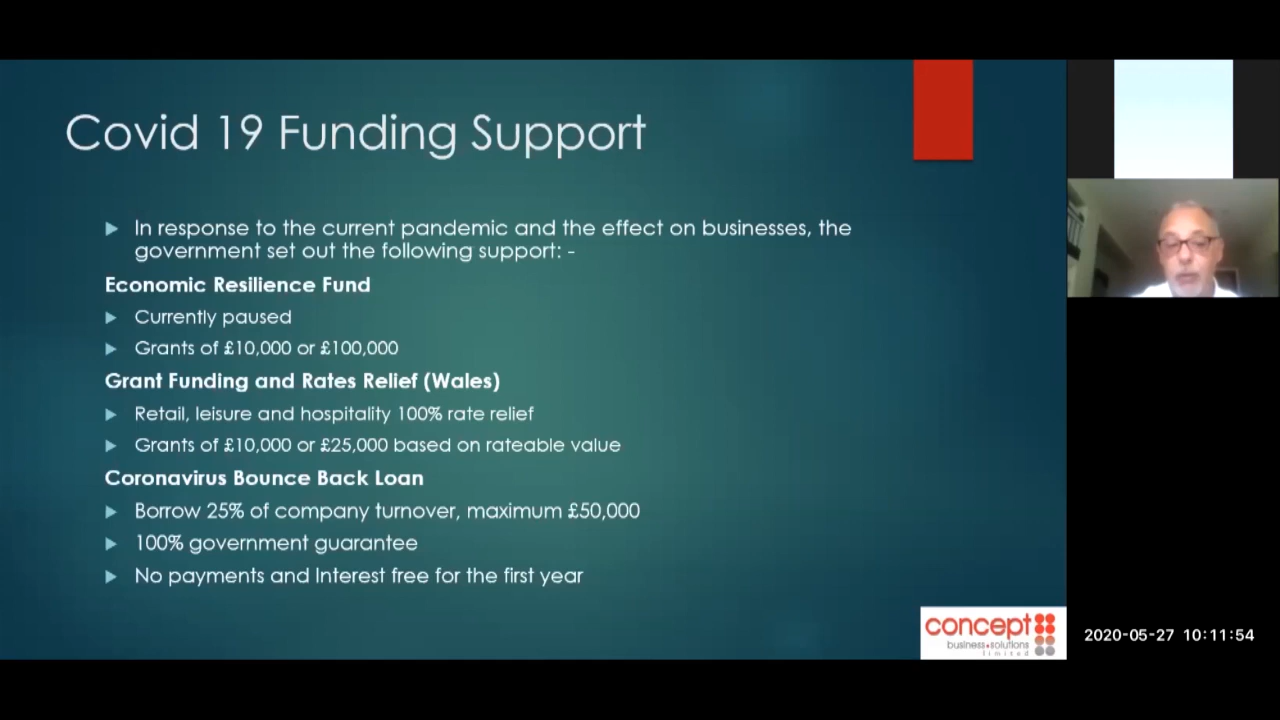 Covid 19 Funding Support
In response to the current pandemic and the effect on businesses, the
government set out the following support: -
Economic Resilience Fund
Currently paused
Grants of £10,000 or £100,000
Grant Funding and Rates Relief (Wales)
Retail, leisure and hospitality 100% rate relief
Grants of £10,000 or £25,000 based on rateable value
Coronavirus Bounce Back Loan
Borrow 25% of company turnover, maximum £50,000
100% government guarantee
No payments and Interest free for the first year
concept
business solutions
limited
2020-05-27 10:11:54